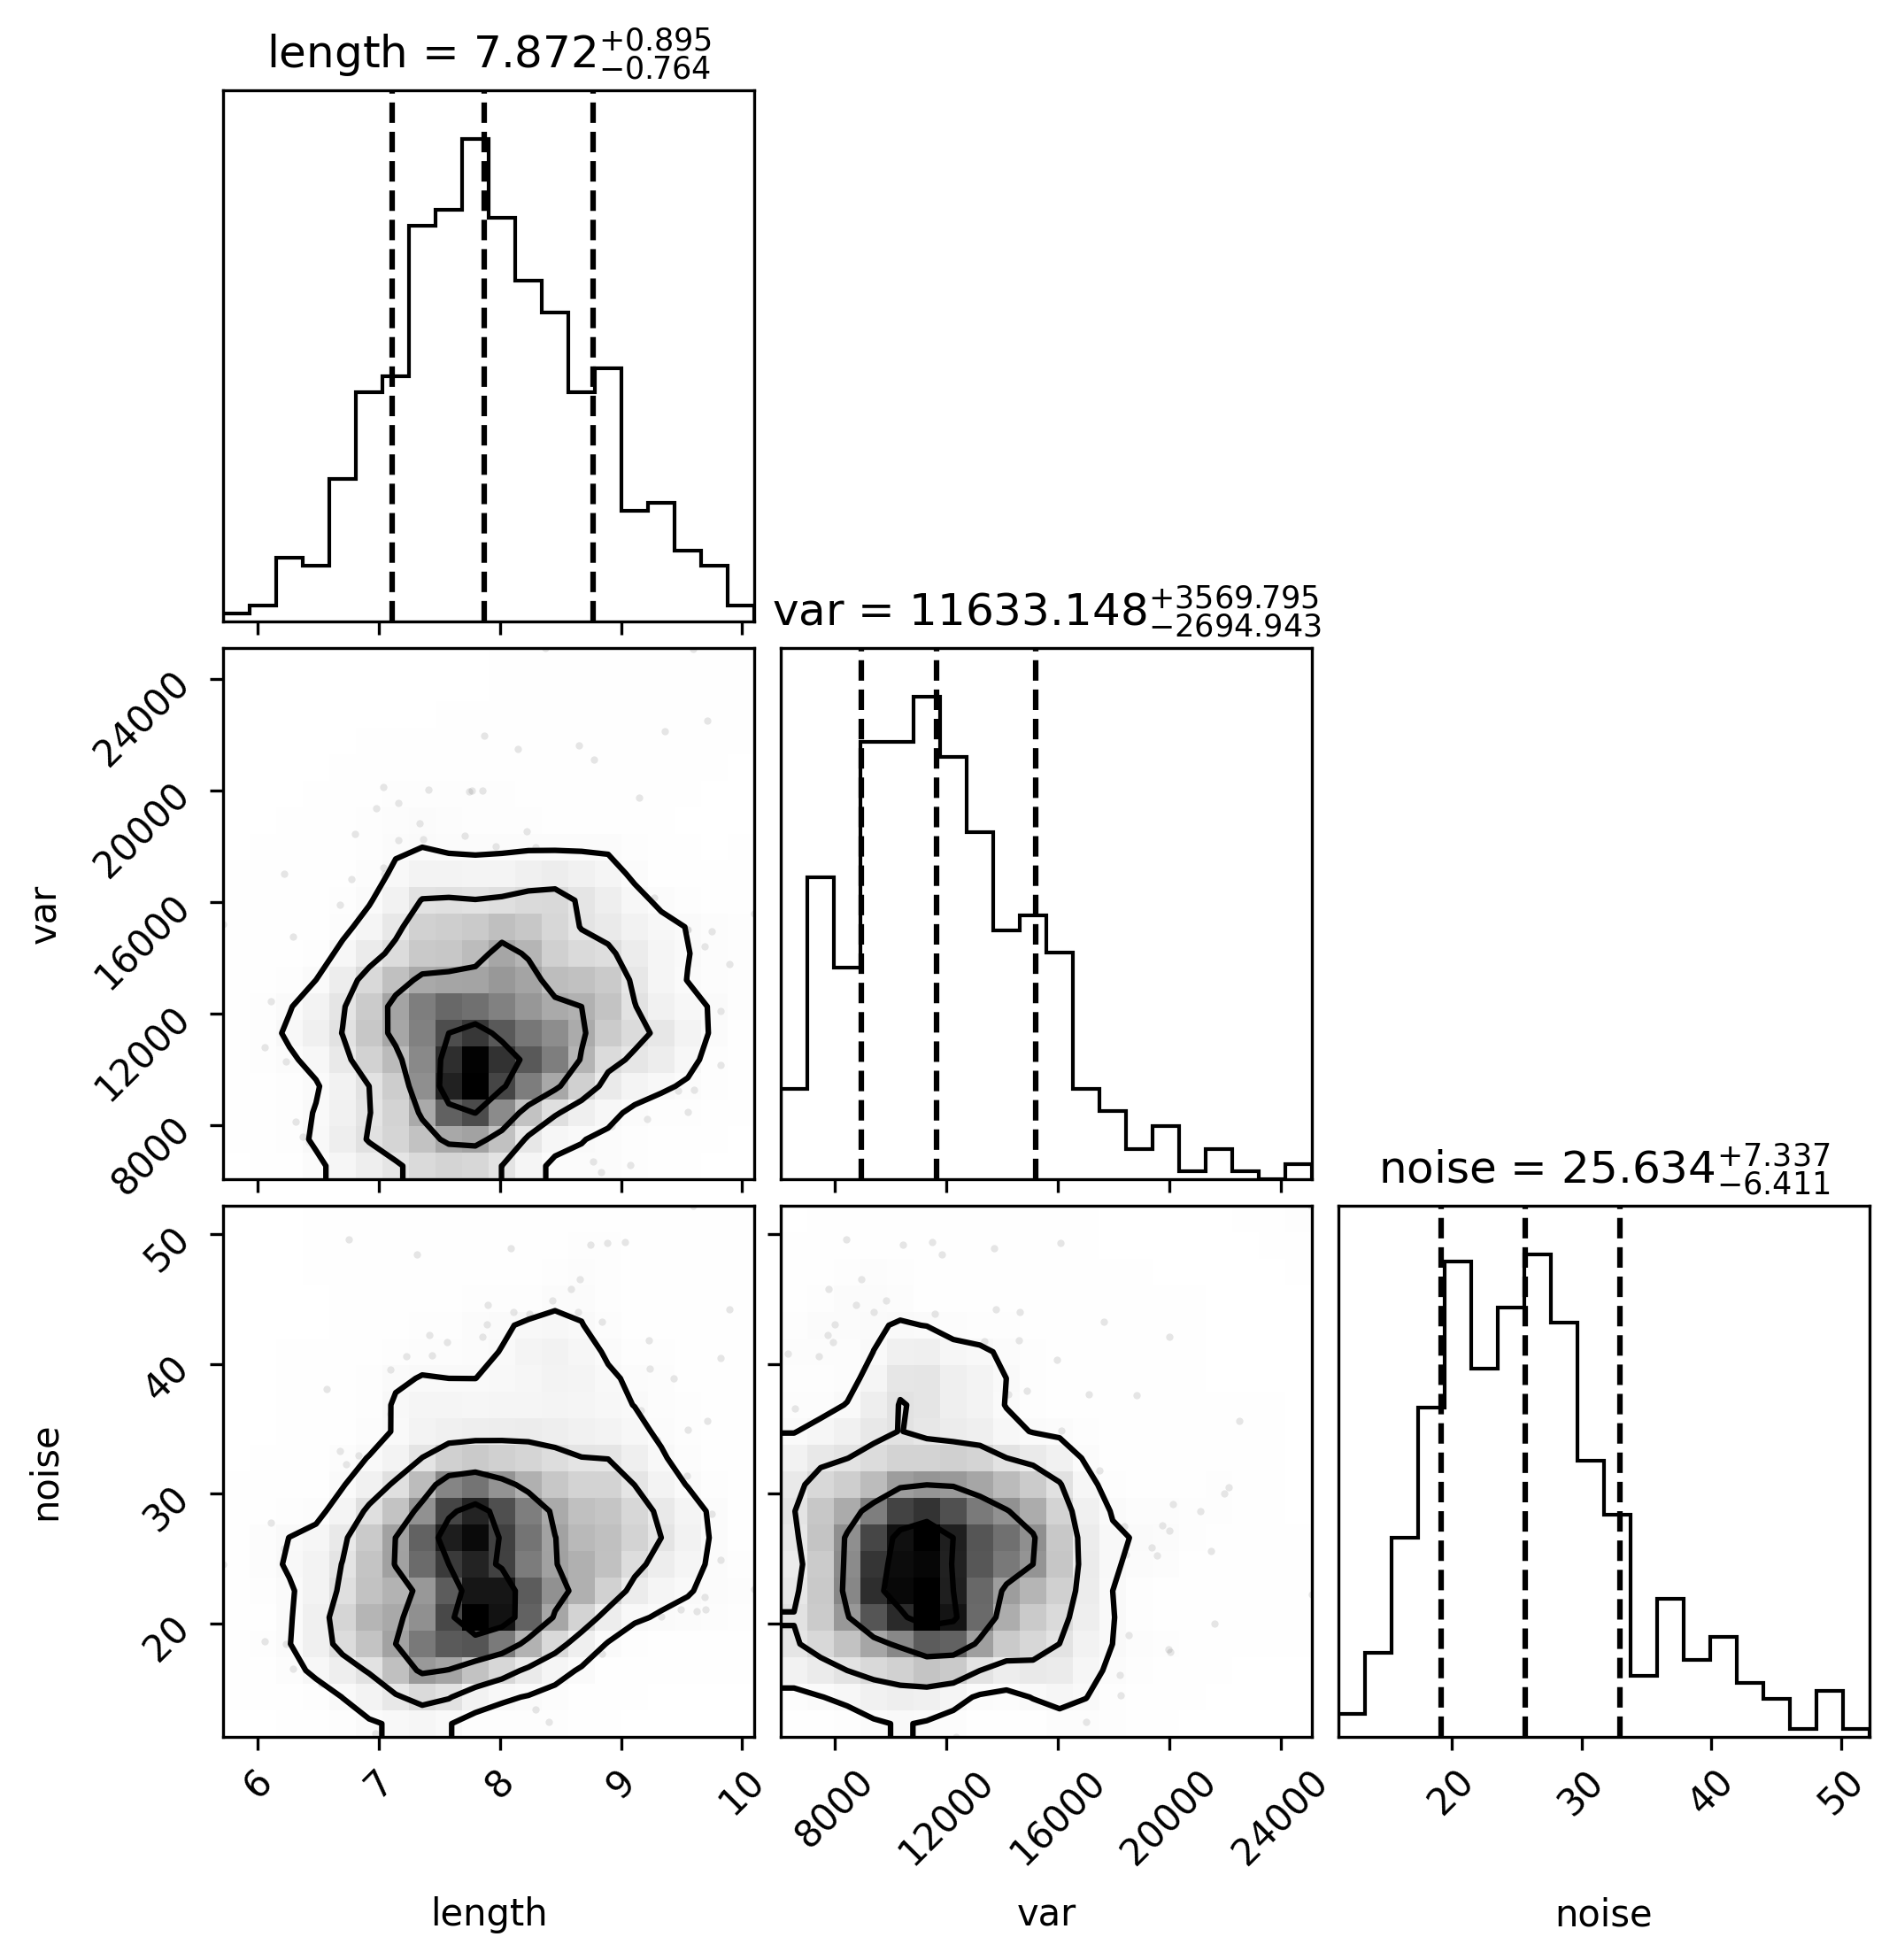 length = 7.872 +0.895 −0.764
var = 11633.148 +3569.795 −2694.943
24000
20000
16000
12000
8000
var
noise = 25.634 +7.337 −6.411
50
40
30
20
noise
6 7 8 9 10
8000 12000 16000 20000 24000
20 30 40 50
length
var
noise